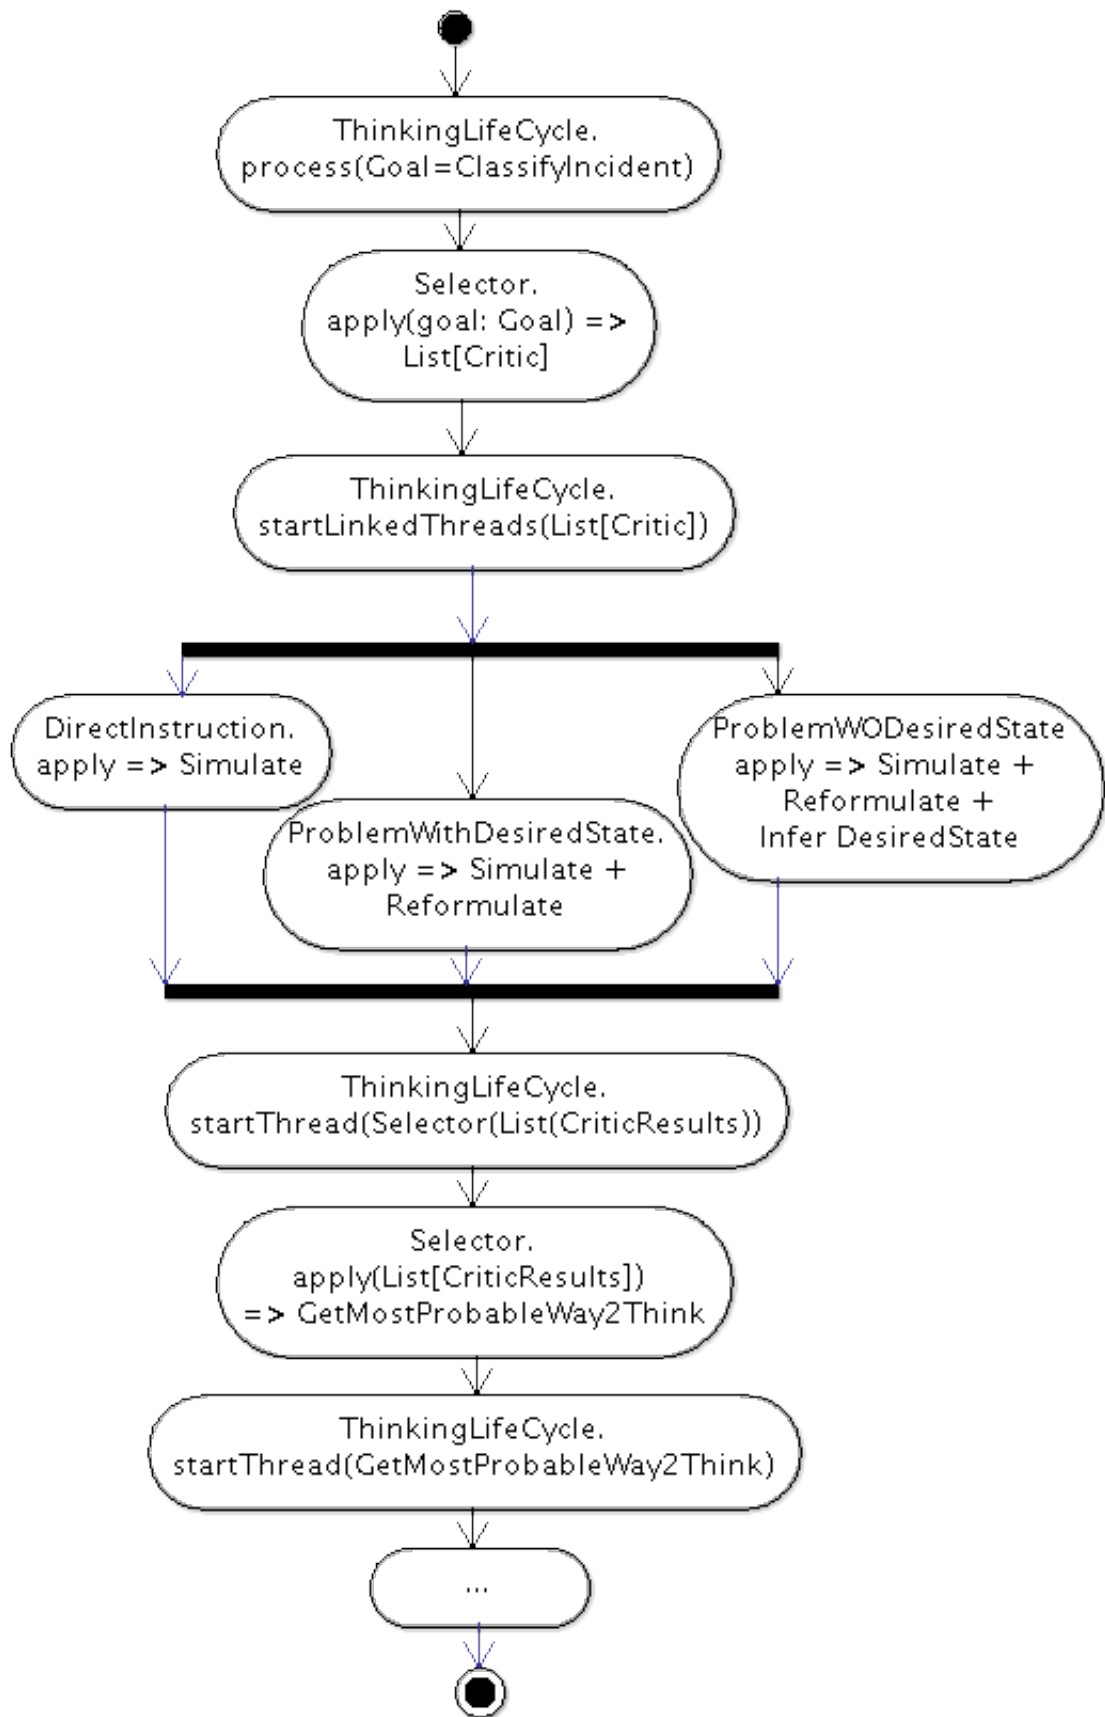 ThinkingLifeCycle.
process(Goal=ClassifyIncident)
Selector.
apply(goal: Goal) =>
List[Critic]
ThinkingLifeCycle.
startLinkedThreads(List[Critic])
DirectInstruction.
apply => Simulate
ProblemWithDesiredState.
apply => Simulate +
Reformulate
ProblemWODesiredState
apply => Simulate +
Reformulate +
Infer DesiredState
ThinkingLifeCycle.
startThread(Selector(List(CriticResults))
Selector.
apply(List[CriticResults])
=> GetMostProbableWay2Think
ThinkingLifeCycle.
startThread(GetMostProbableWay2Think)
...